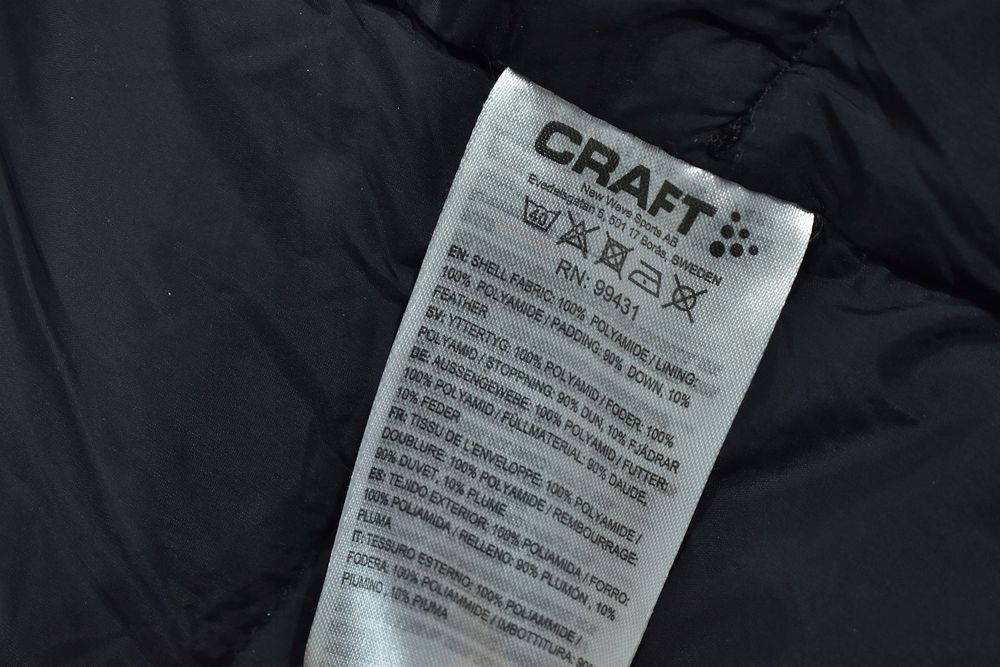 CRAFT
New Wave Sports AB
Evedalsgatan 5, 501 17 Borås, SWEDEN
40
RN: 99431
EN: SHELL FABRIC: 100% POLYAMIDE / LINING:
100% POLYAMIDE / PADDING: 90% DOWN, 10%
FEATHER
SV: YTTERTYG: 100% POLYAMID / FODER: 100%
POLYAMID / STOPPNING: 90% DUN, 10% FJÄDRAR
DE: AUSSENGEWEBE: 100% POLYAMID / FUTTER:
100% POLYAMID / FÜLLMATERIAL: 90% DAUDE,
10% FEDER
FR: TISSU DE L'ENVELOPPE: 100% POLYAMIDE /
DOUBLURE: 100% POLYAMIDE / REMBOURRAGE:
90% DUVET, 10% PLUME
ES: TEJIDO EXTERIOR: 100% POLIAMIDA / FORRO:
100% POLIAMIDA / RELLENO: 90% PLUMÓN, 10%
PLUMA
IT: TESSURO ESTERNO: 100% POLIAMMIDE /
FODERA: 100% POLIAMMIDE / IMBOTTITURA: 90%
PIUMINO, 10% PIUMA